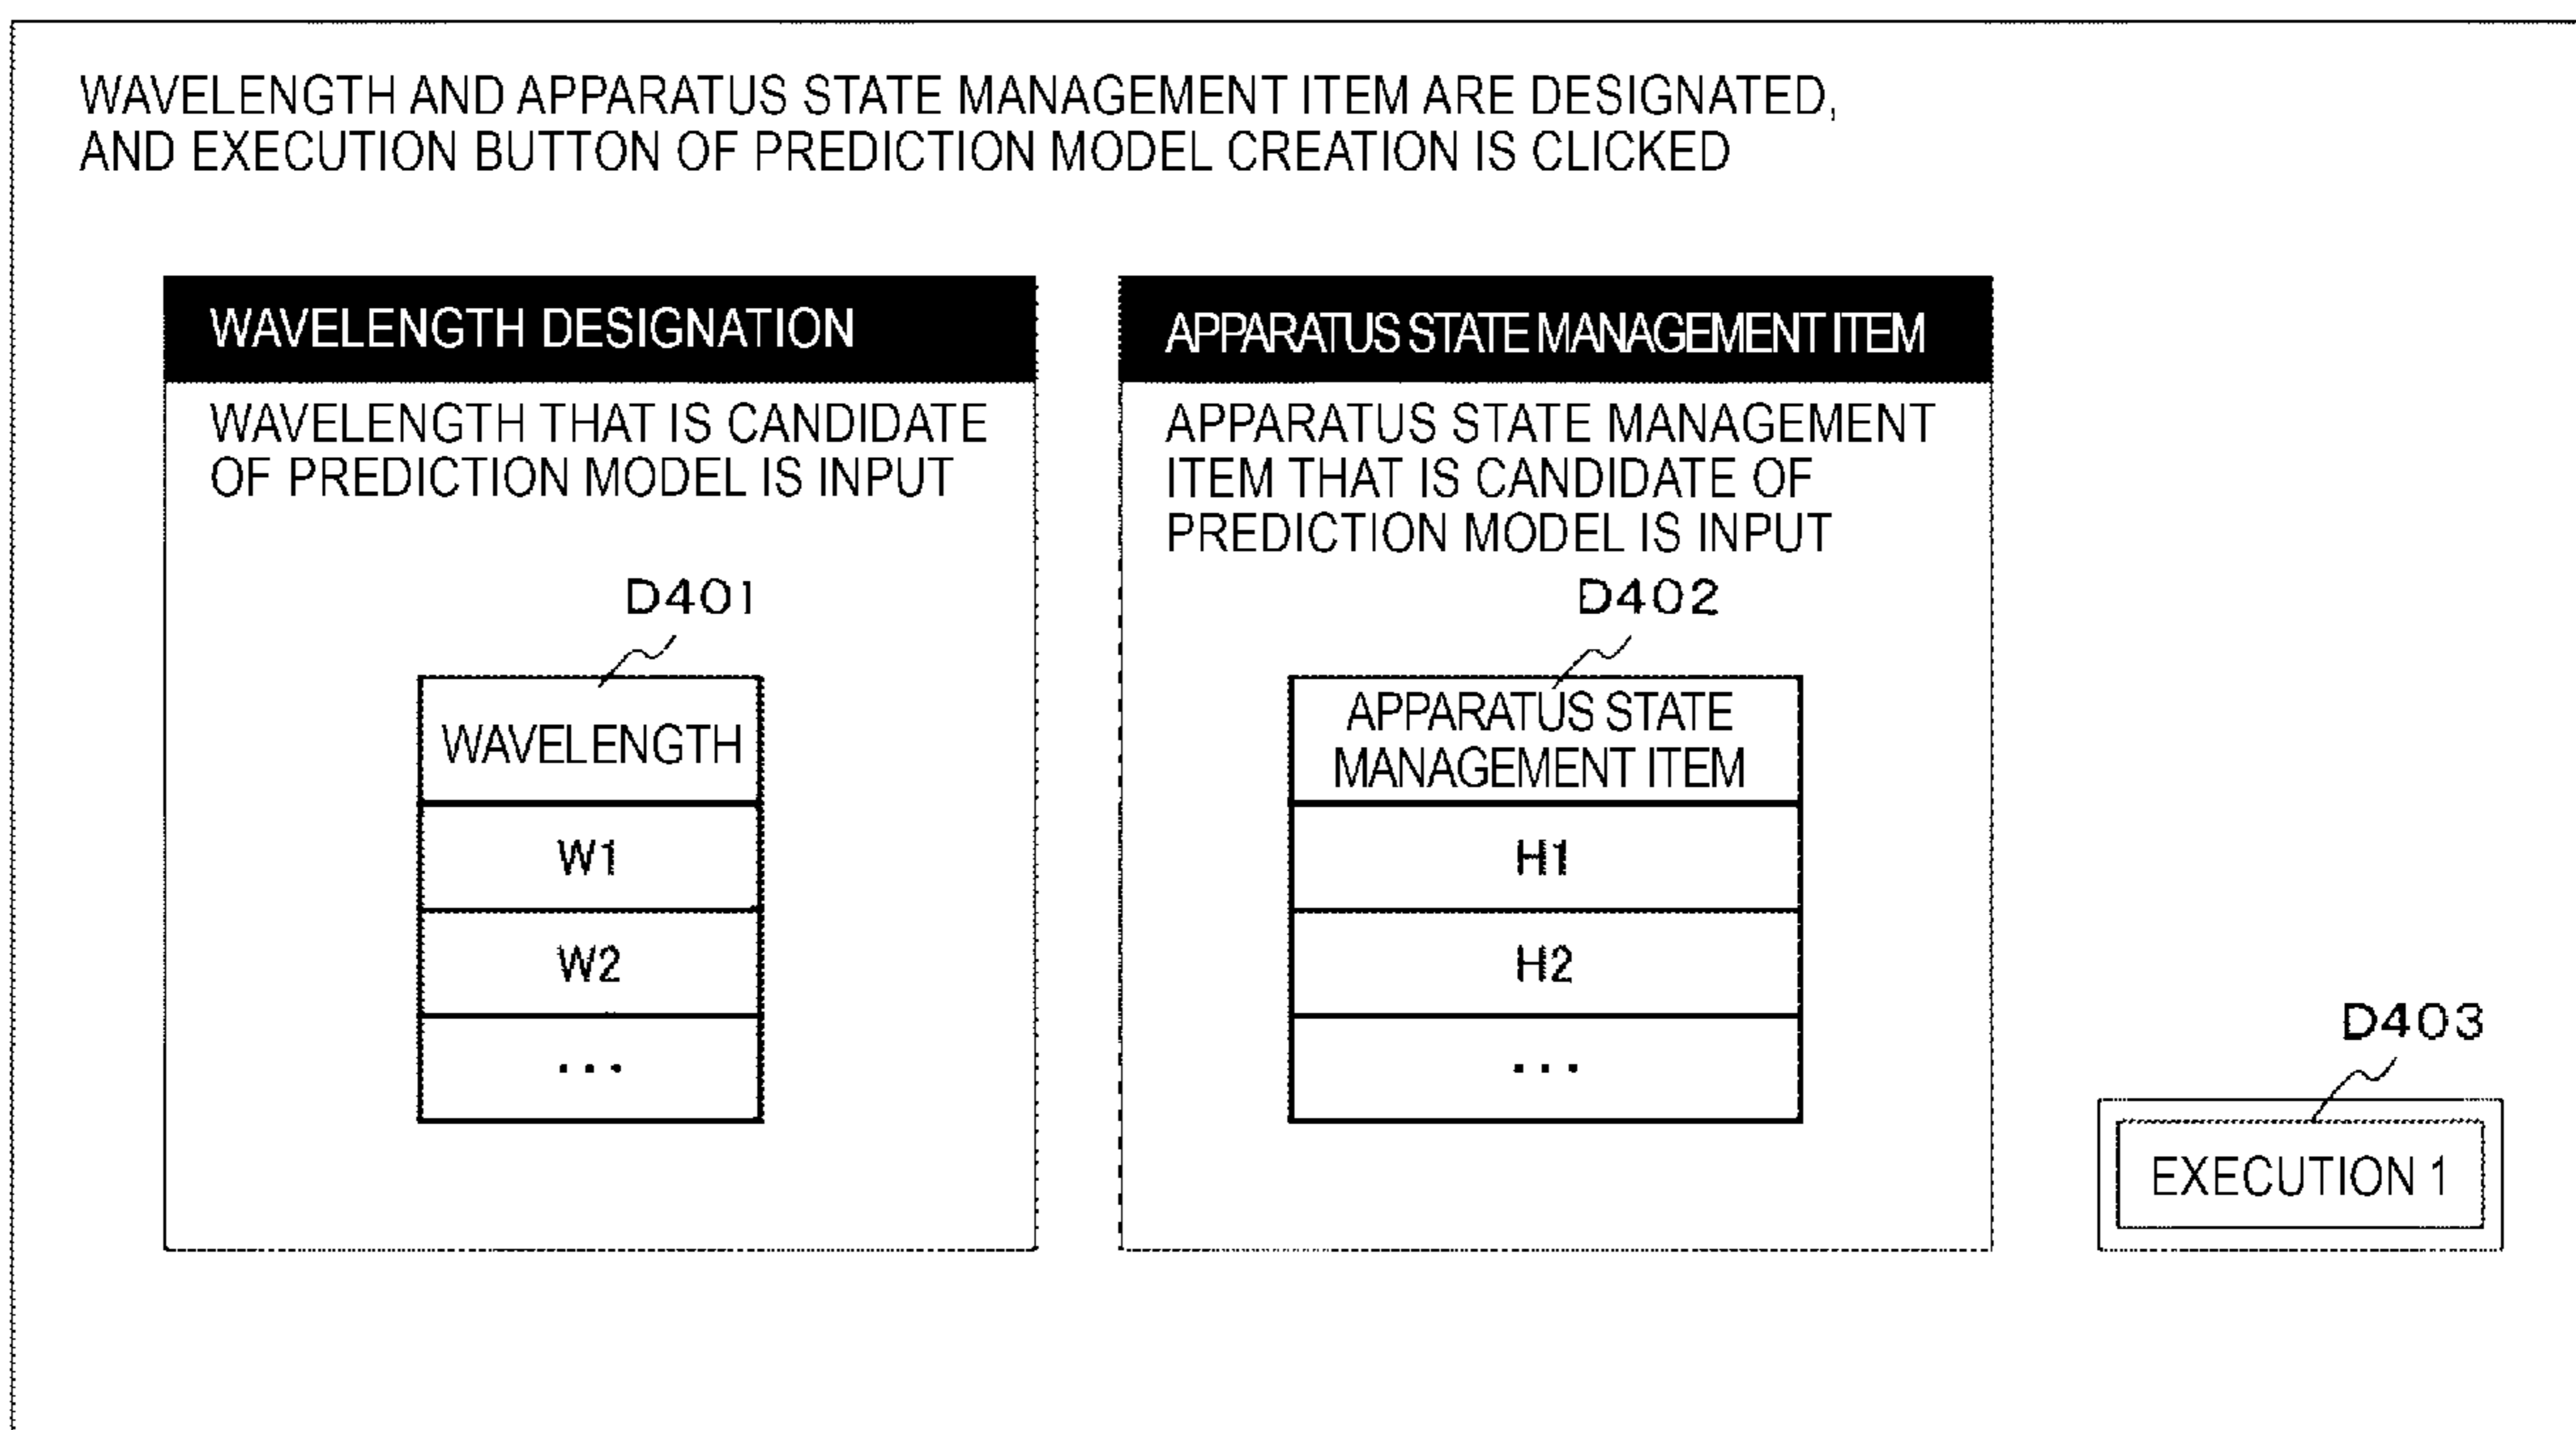 WAVELENGTH AND APPARATUS STATE MANAGEMENT ITEM ARE DESIGNATED,
AND EXECUTION BUTTON OF PREDICTION MODEL CREATION IS CLICKED
WAVELENGTH DESIGNATION
WAVELENGTH THAT IS CANDIDATE
OF PREDICTION MODEL IS INPUT
D401
WAVELENGTH
W1
W2
...
APPARATUS STATE MANAGEMENT ITEM
APPARATUS STATE MANAGEMENT
ITEM THAT IS CANDIDATE OF
PREDICTION MODEL IS INPUT
D402
APPARATUS STATE
MANAGEMENT ITEM
H1
H2
...
D403
EXECUTION 1